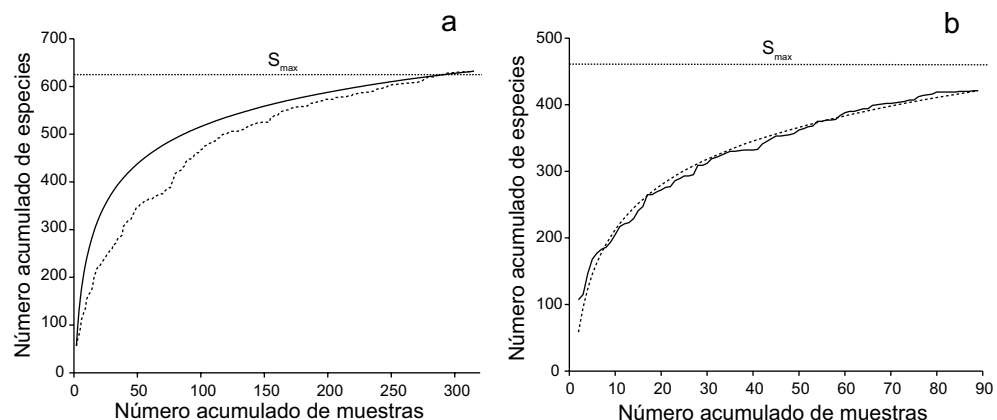 a
700
600
500
400
300
200
100
0
Número acumulado de especies
S max
0 50 100 150 200 250 300
Número acumulado de muestras
b
500
400
300
200
100
0
Número acumulado de especies
S max
0 10 20 30 40 50 60 70 80 90
Número acumulado de muestras